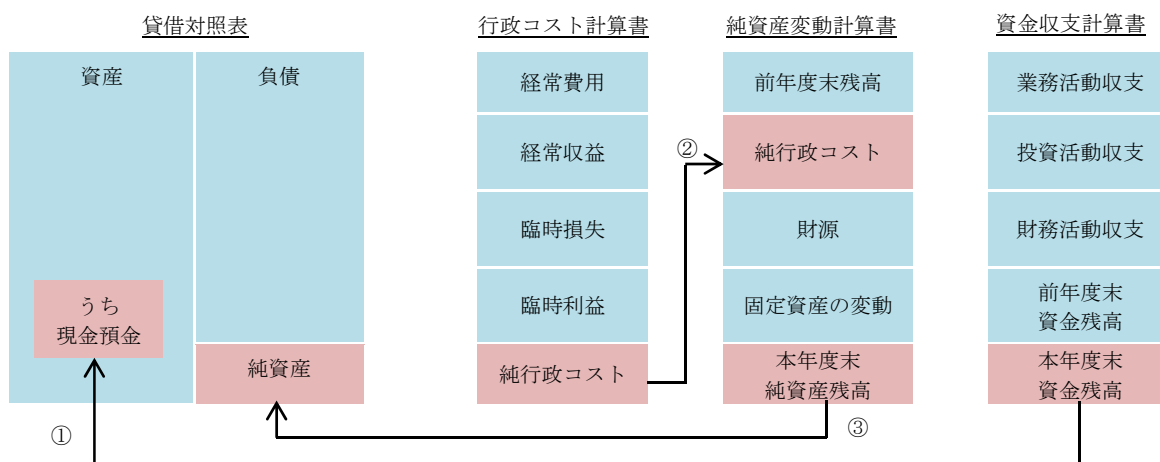 貸借対照表
資産
負債
うち
現金預金
純資産
①
行政コスト計算書
経常費用
経常収益
臨時損失
臨時利益
純行政コスト
②
純資産変動計算書
前年度末残高
純行政コスト
財源
固定資産の変動
本年度末
純資産残高
③
資金収支計算書
業務活動収支
投資活動収支
財務活動収支
前年度末
資金残高
本年度末
資金残高